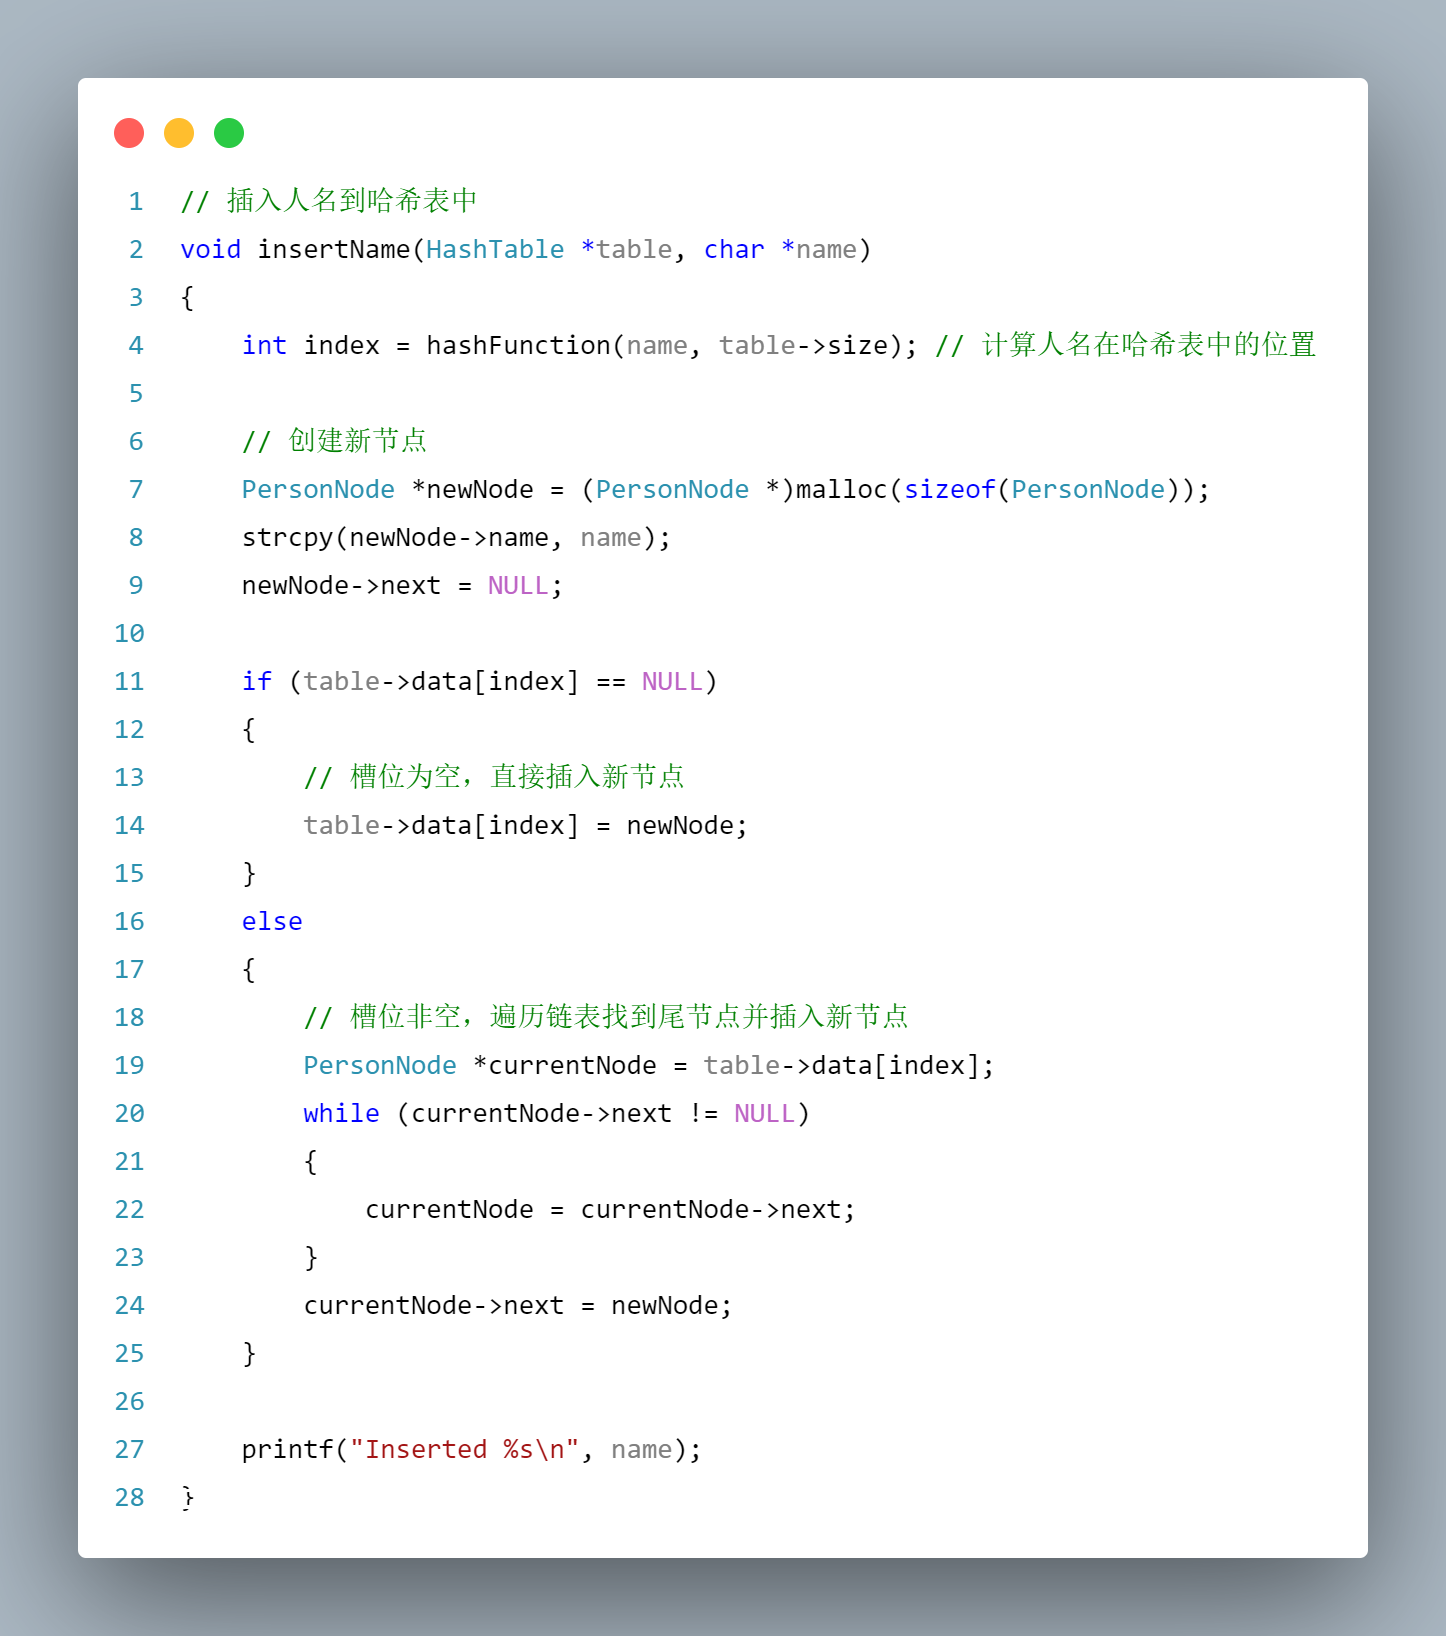 1 // 插入人名到哈希表中
2 void insertName(HashTable *table, char *name)
3 {
4     int index = hashFunction(name, table->size); // 计算人名在哈希表中的位置
5
6     // 创建新节点
7     PersonNode *newNode = (PersonNode *)malloc(sizeof(PersonNode));
8     strcpy(newNode->name, name);
9     newNode->next = NULL;
10
11     if (table->data[index] == NULL)
12     {
13         // 槽位为空，直接插入新节点
14         table->data[index] = newNode;
15     }
16     else
17     {
18         // 槽位非空，遍历链表找到尾节点并插入新节点
19         PersonNode *currentNode = table->data[index];
20         while (currentNode->next != NULL)
21         {
22             currentNode = currentNode->next;
23         }
24         currentNode->next = newNode;
25     }
26
27     printf("Inserted %s\n", name);
28 }